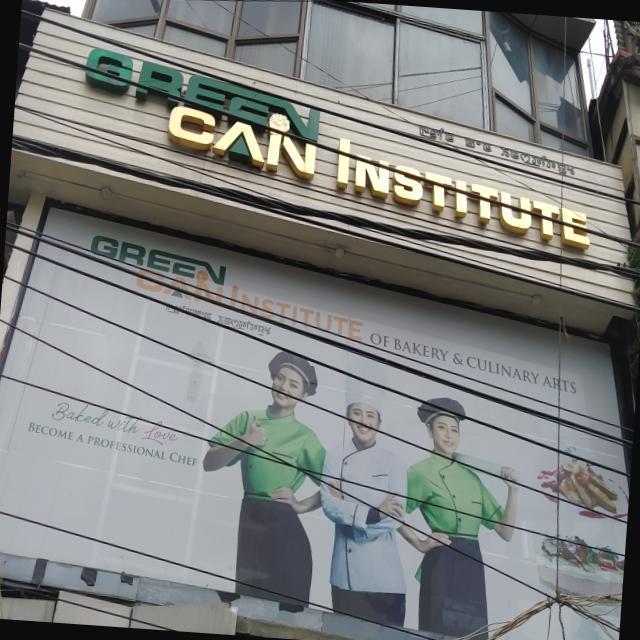 GREEN
CAN INSTITUTE
GREEN
CAN INSTITUTE OF BAKERY & CULINARY ARTS
Baked with Love
BECOME A PROFESSIONAL CHEF